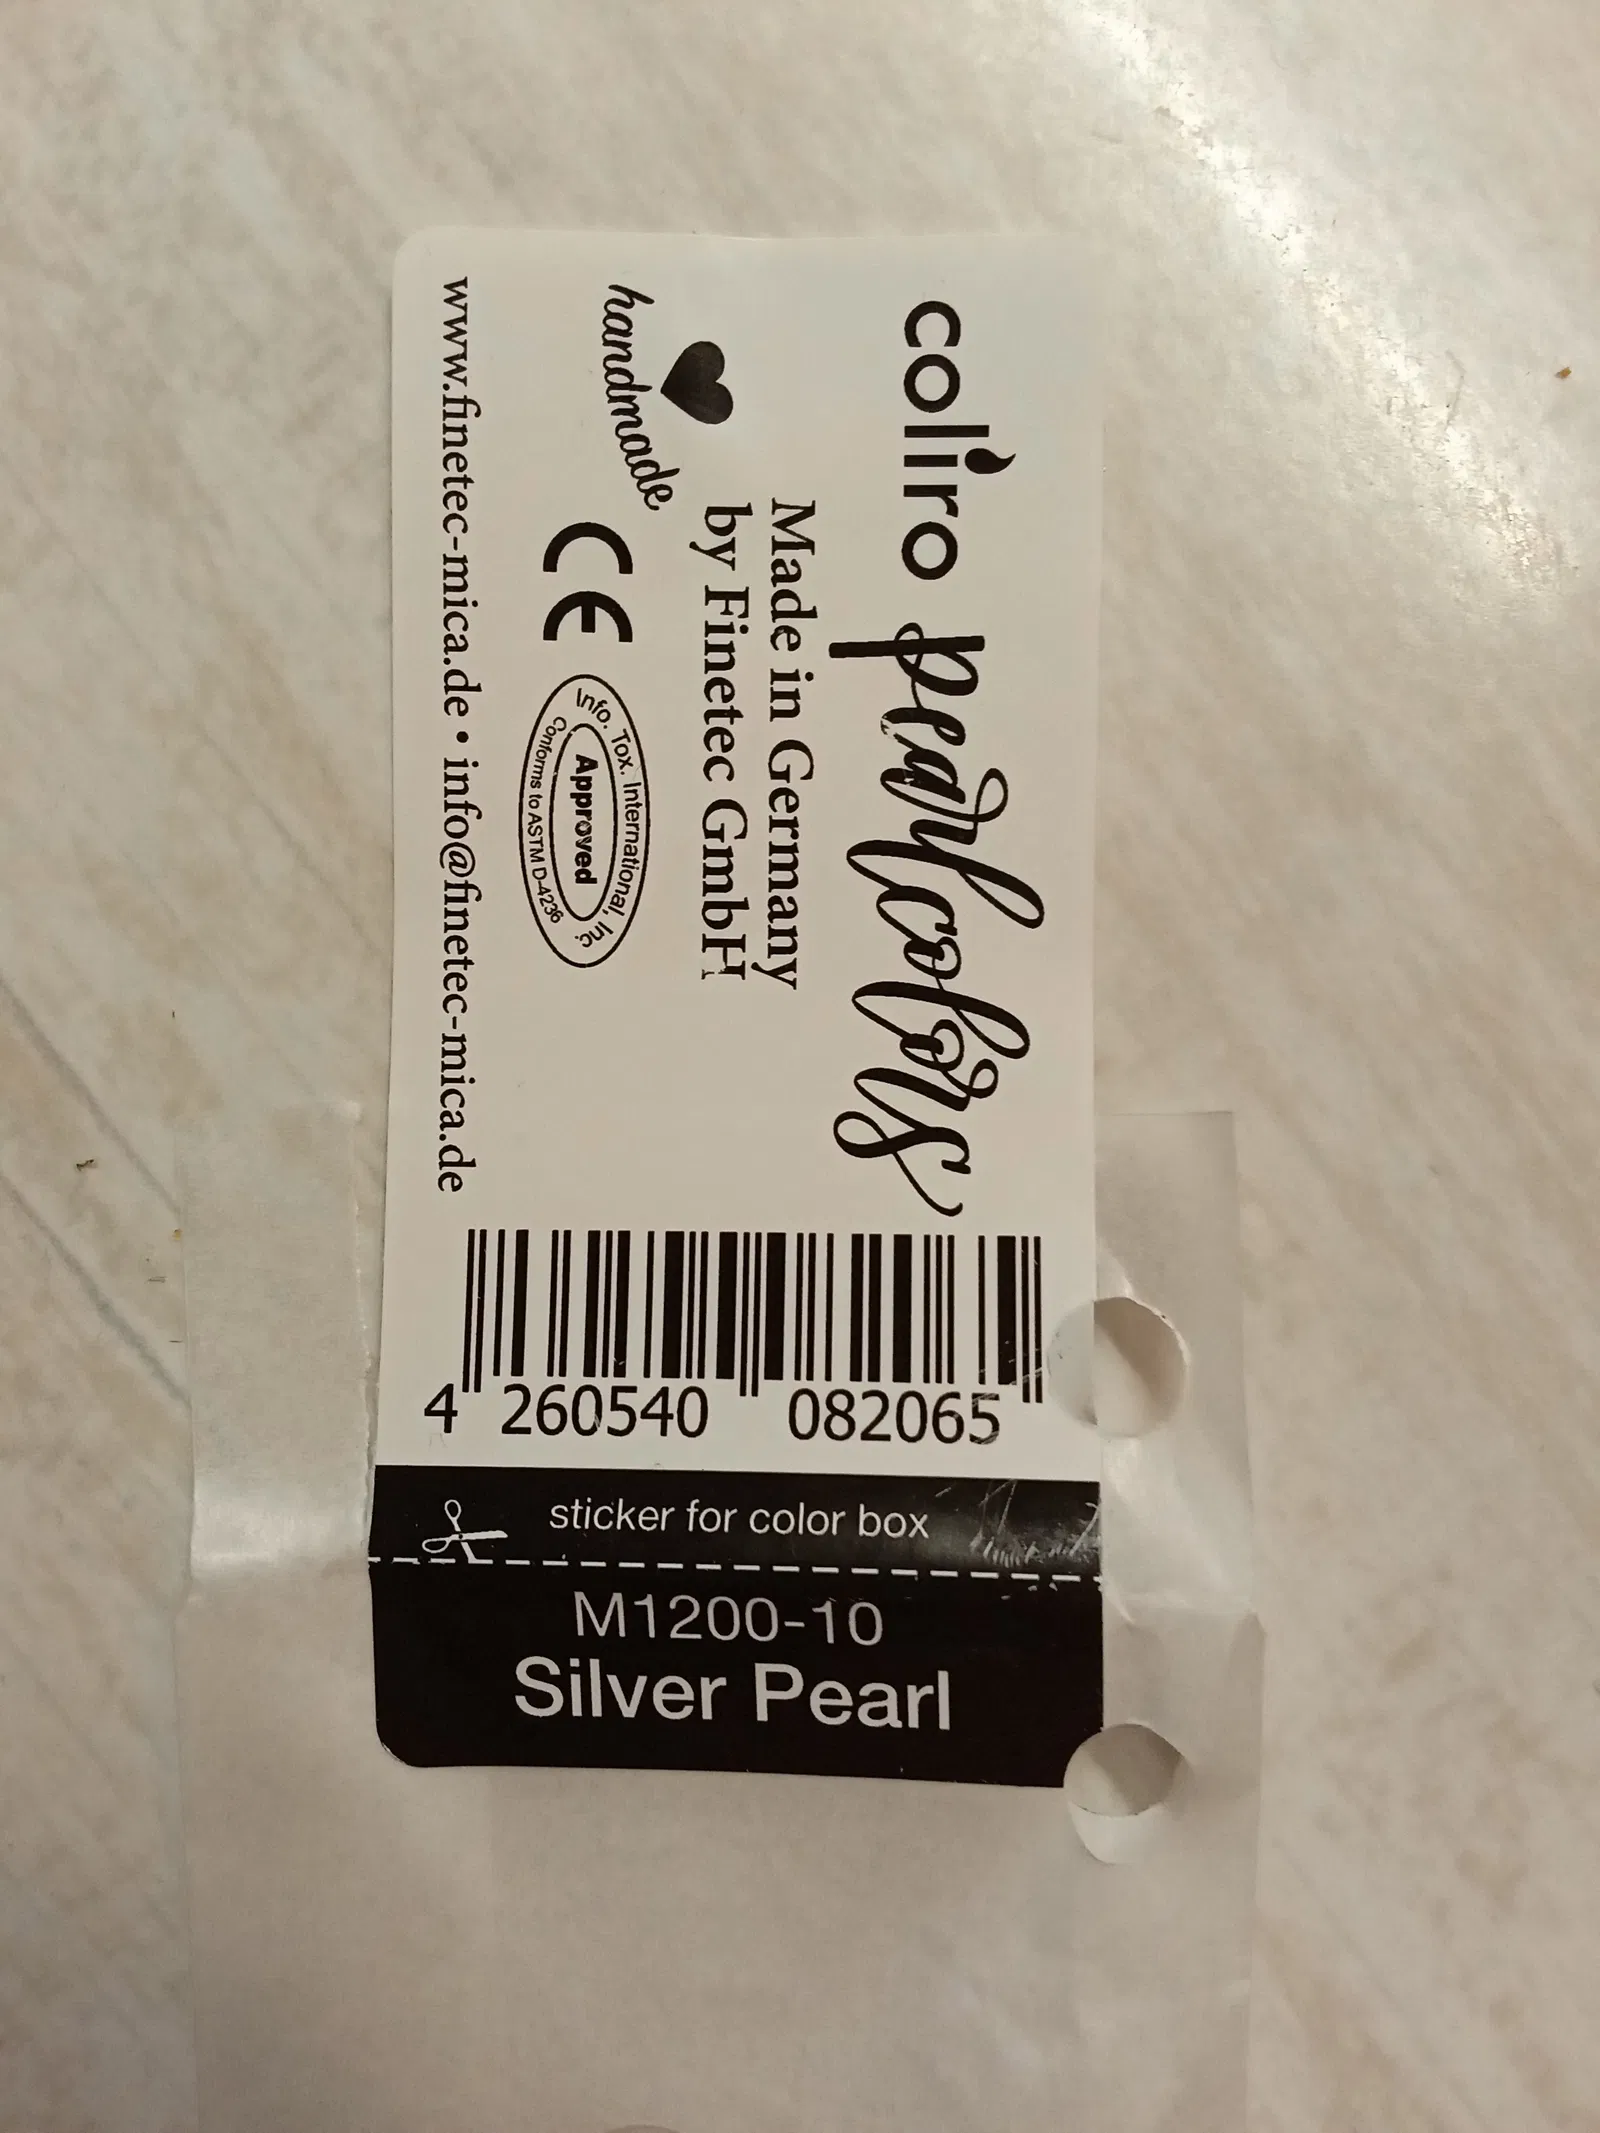 coliro pearlcolors
Made in Germany
by Finetec GmbH
handmade
CE
Info. Tox. International, Inc.
Approved
Conforms to ASTM D-4236
www.finetec-mica.de • info@finetec-mica.de
4 260540 082065
sticker for color box
M1200-10
Silver Pearl